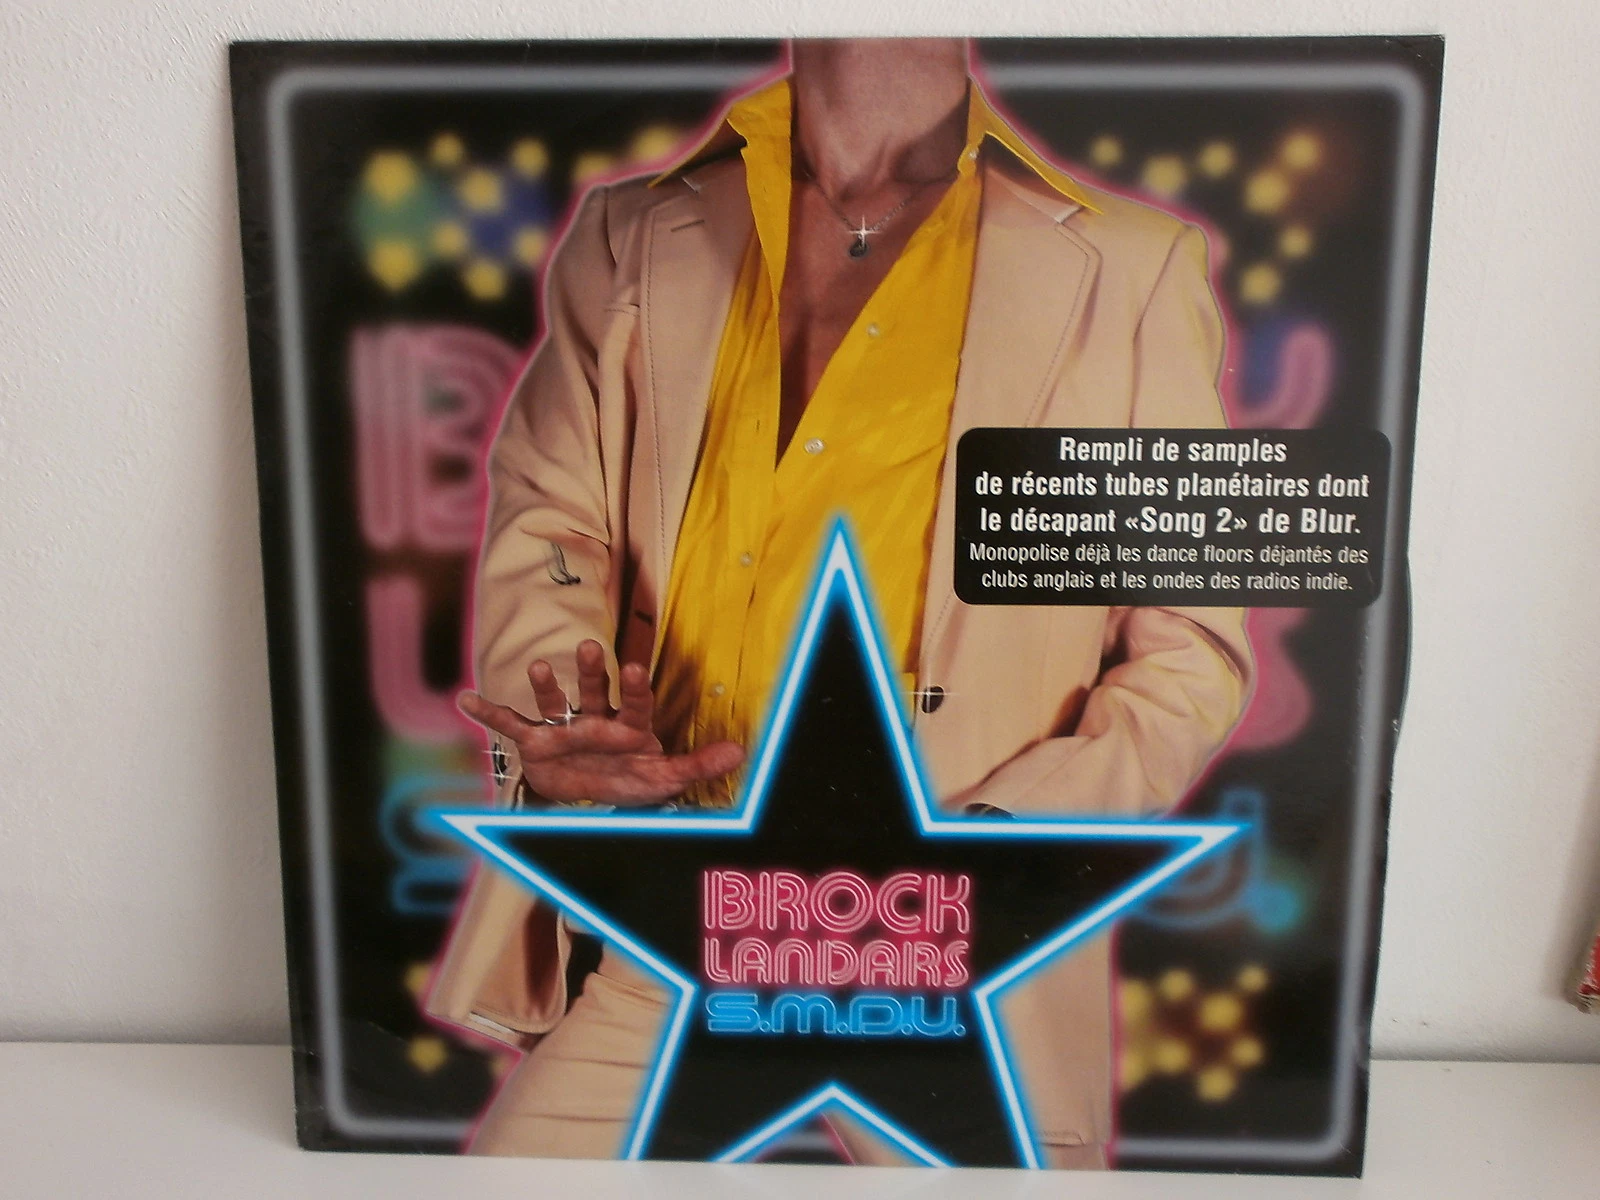 Rempli de samples
de récents tubes planétaires dont
le décapant «Song 2» de Blur.
Monopolise déjà les dance floors déjantés des
clubs anglais et les ondes des radios indie.
BROCK
LANDARS
S.M.D.U.